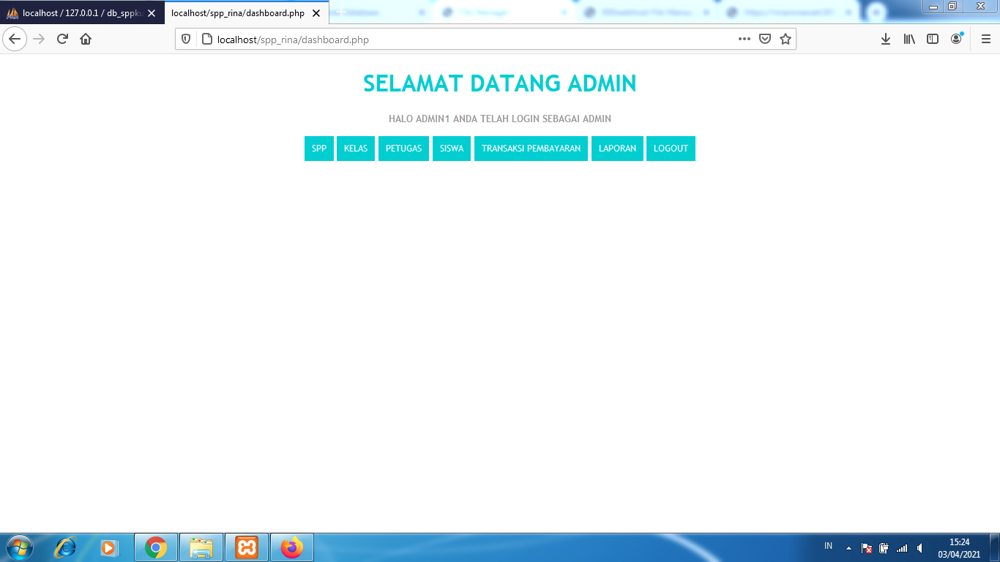 localhost / 127.0.0.1 / db_sppku
localhost/spp_rina/dashboard.php
localhost/spp_rina/dashboard.php
SELAMAT DATANG ADMIN
HALO ADMIN1 ANDA TELAH LOGIN SEBAGAI ADMIN
SPP KELAS PETUGAS SISWA TRANSAKSI PEMBAYARAN LAPORAN LOGOUT
IN
15:24
03/04/2021